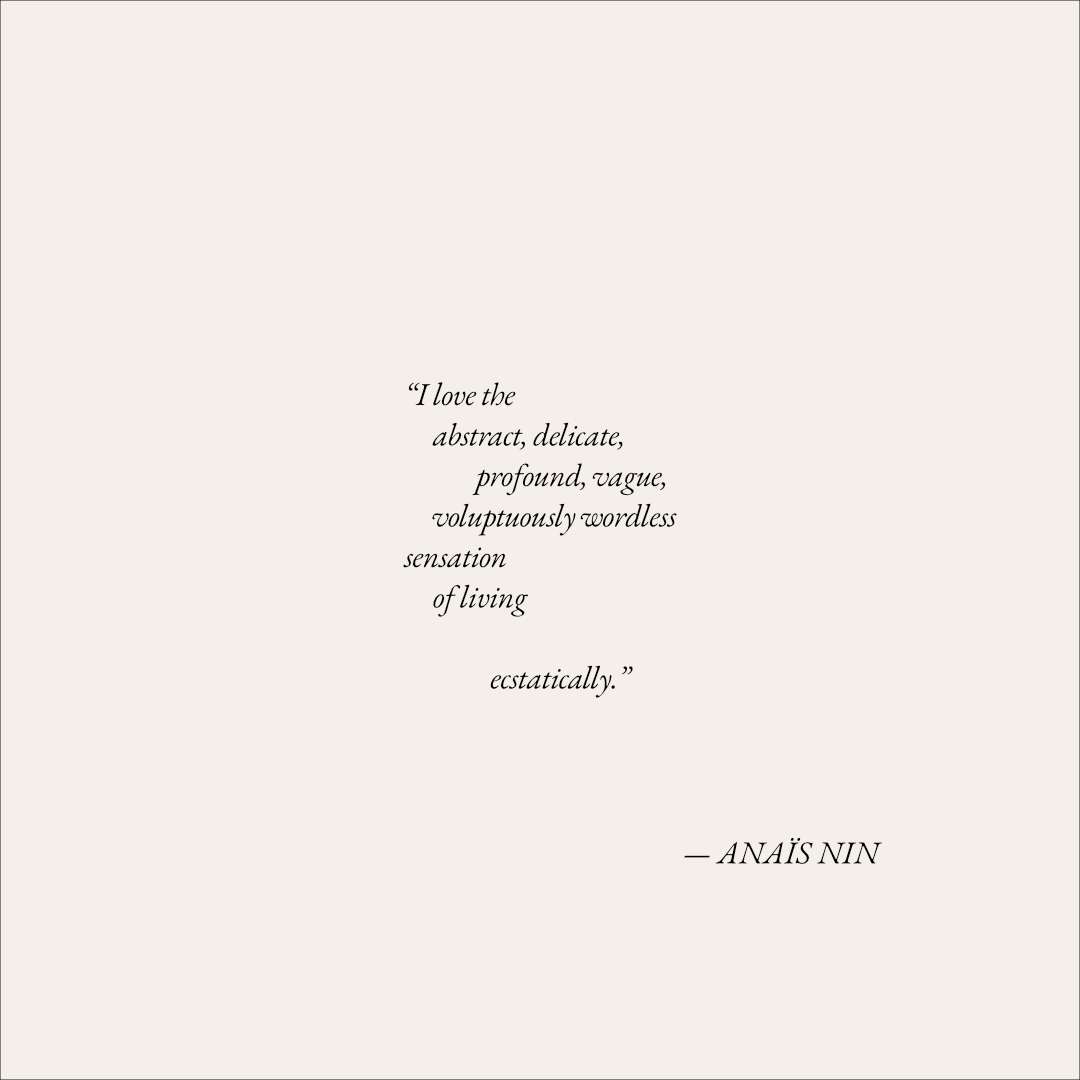 “I love the
abstract, delicate,
profound, vague,
voluptuously wordless
sensation
of living
ecstatically.”
— ANAÏS NIN